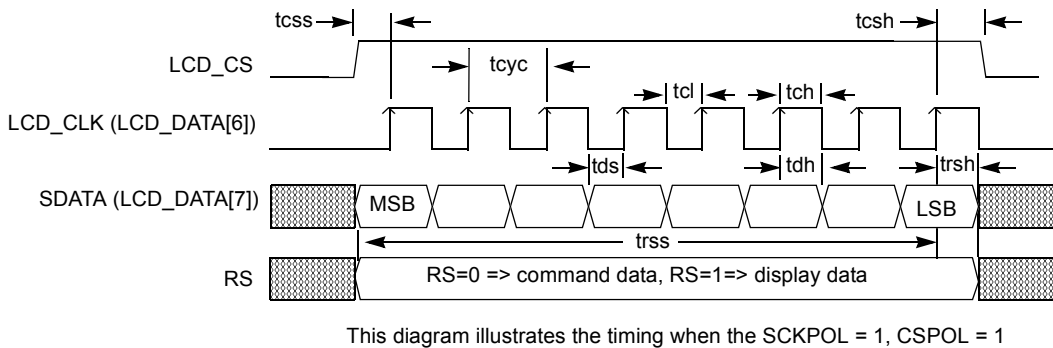 tcss
tcsh
LCD_CS
tcyc
tcl
tch
LCD_CLK (LCD_DATA[6])
tds
tdh
trsh
SDATA (LCD_DATA[7])
MSB
LSB
trss
RS
RS=0 => command data, RS=1=> display data
This diagram illustrates the timing when the SCKPOL = 1, CSPOL = 1